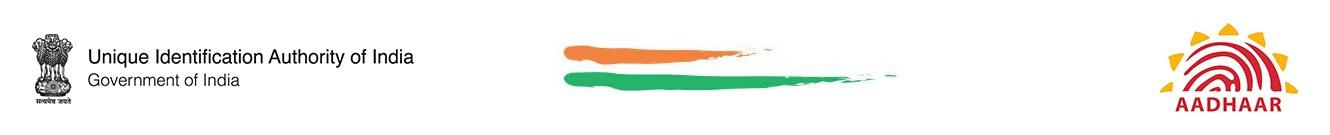 Unique Identification Authority of India
Government of India
सत्यमेव जयते
AADHAAR